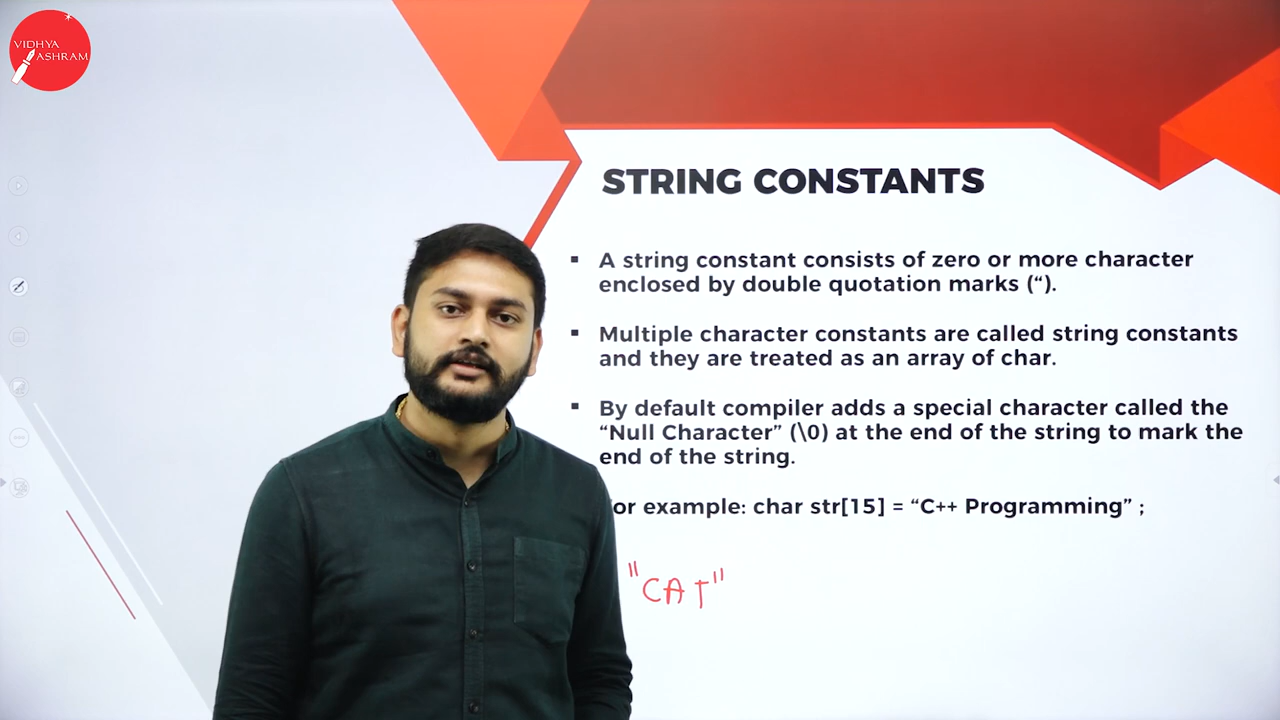 VIDHYA
ASHRAM
STRING CONSTANTS
▪ A string constant consists of zero or more character
enclosed by double quotation marks (“).
▪ Multiple character constants are called string constants
and they are treated as an array of char.
▪ By default compiler adds a special character called the
“Null Character” (\0) at the end of the string to mark the
end of the string.
or example: char str[15] = “C++ Programming” ;
"CAT"